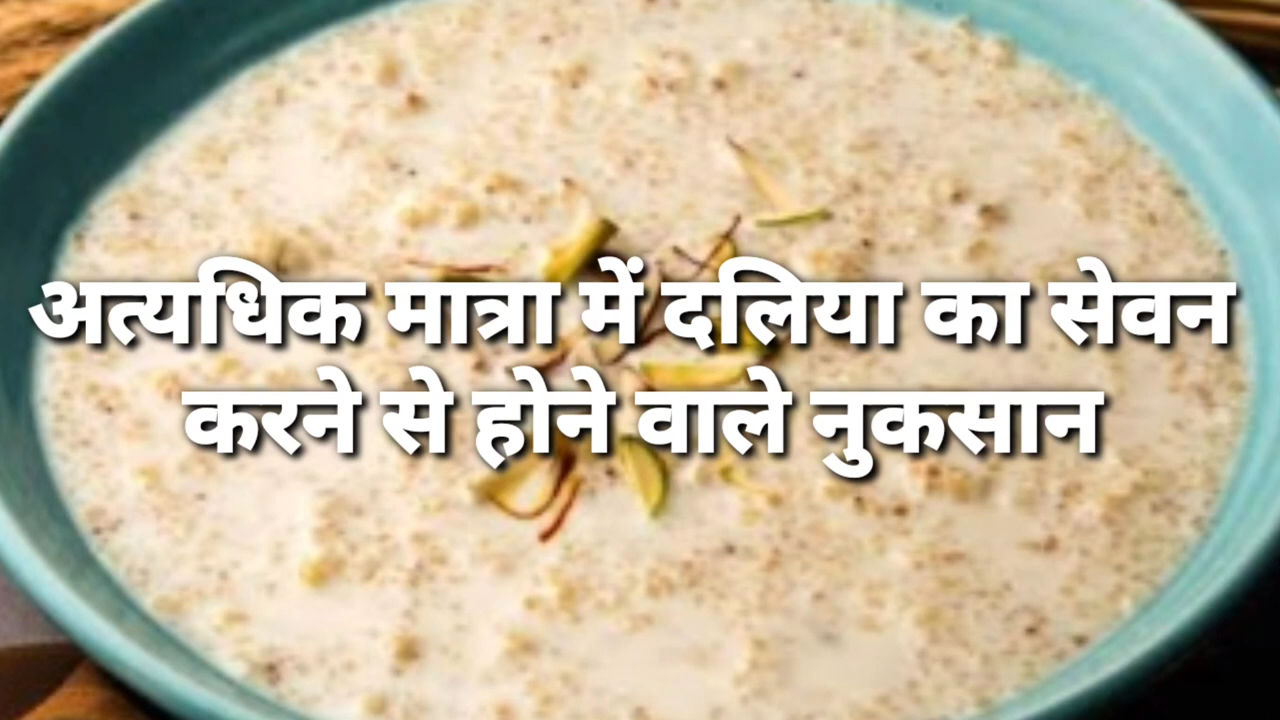 अत्यधिक मात्रा में दलिया का सेवन
करने से होने वाले नुकसान